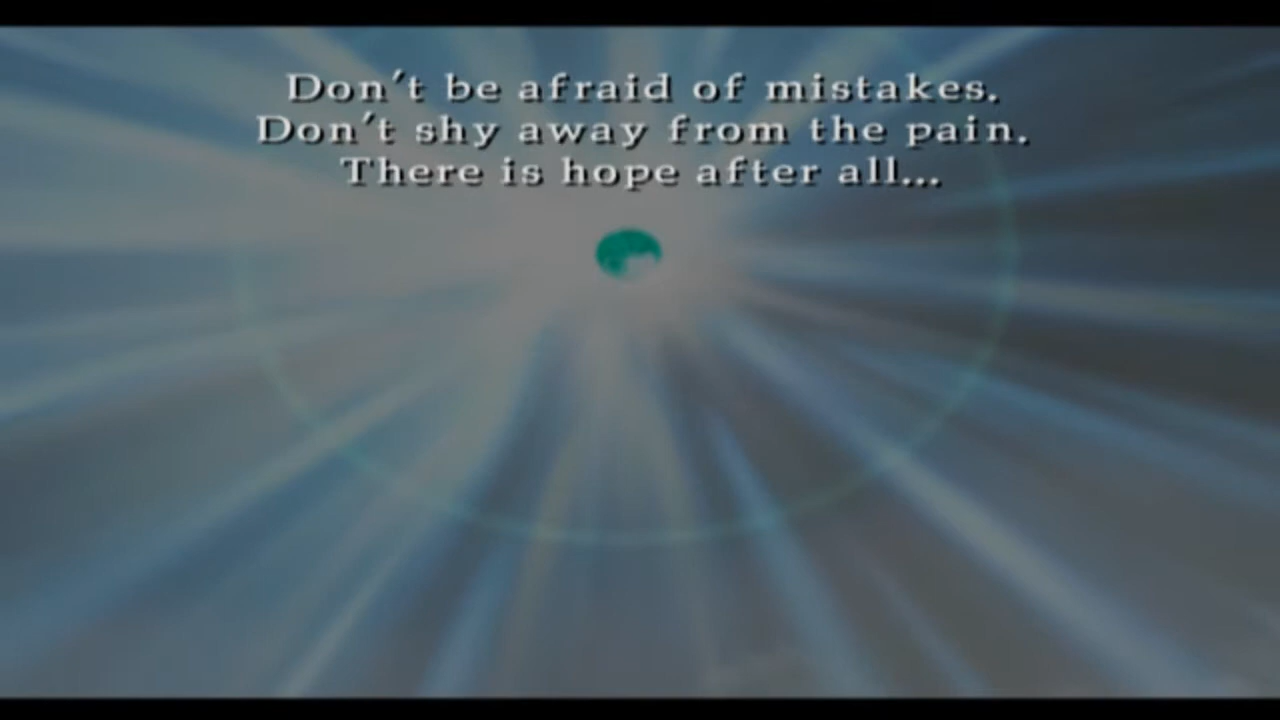 Don't be afraid of mistakes.
Don't shy away from the pain.
There is hope after all...